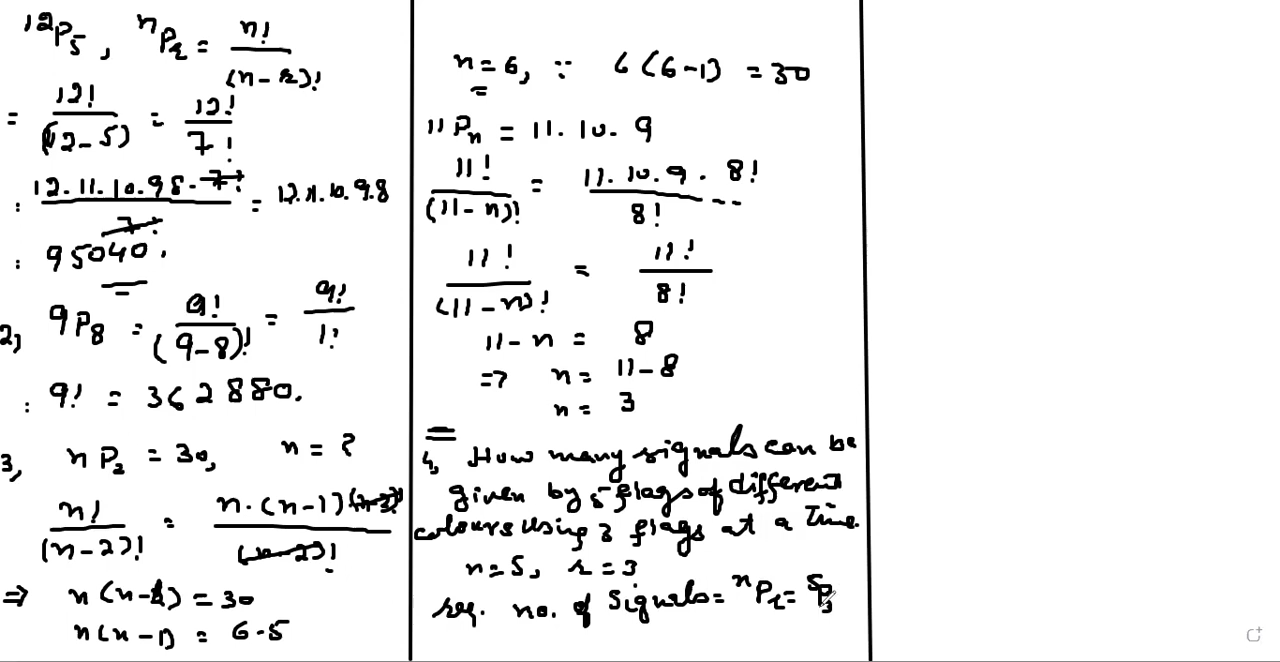 12P5, nPr = n! / (n-r)!
= 12! / (12-5) = 12! / 7!
: 12.11.10.98.7! / 7! = 12.11.10.9.8
: 95040.
2, 9P8 = 9! / (9-8)! = 9! / 1!
: 9! = 362880.
3, nP2 = 30, n = ?
n! / (n-2)! = n.(n-1)(n-2)! / (n-2)!
⇒ n(n-1) = 30
n(n-1) = 6.5
n = 6, ∵ 6(6-1) = 30
11Pn = 11.10.9
11! / (11-n)! = 11.10.9.8! / 8!
11! / (11-n)! = 11! / 8!
11-n = 8
=> n = 11-8
n = 3
4, How many signals can be
given by 5 flags of different
colours using 3 flags at a time.
n=5, r=3
req. no. of signals = nPr = 5P3